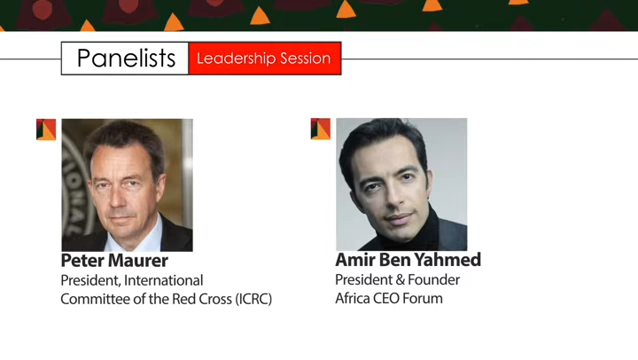 Panelists Leadership Session
Peter Maurer
President, International
Committee of the Red Cross (ICRC)
Amir Ben Yahmed
President & Founder
Africa CEO Forum